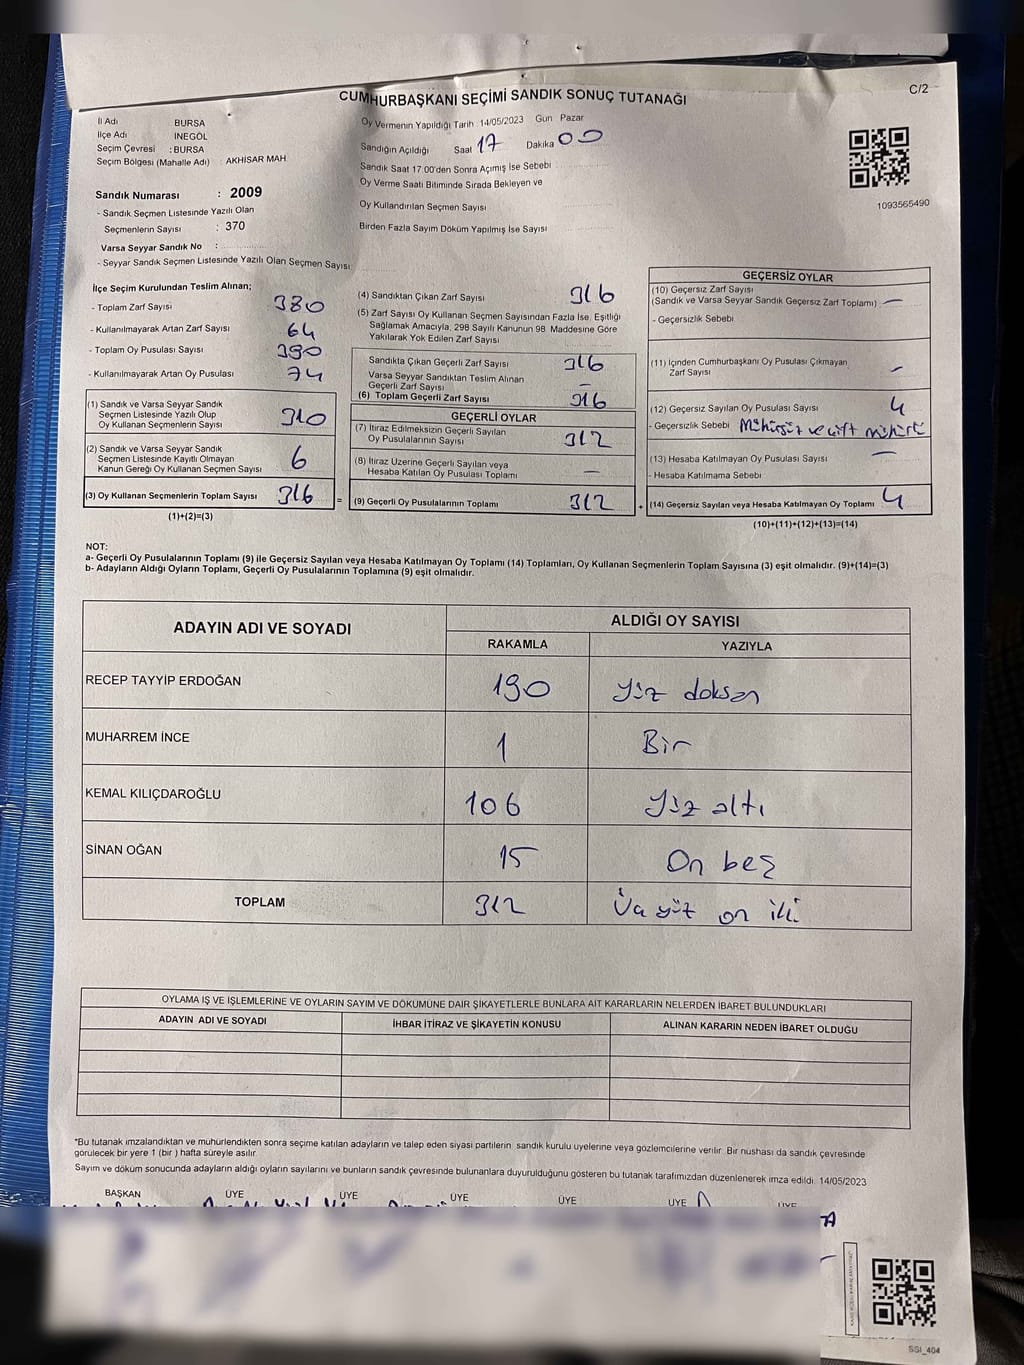 C/2
CUMHURBAŞKANI SEÇİMİ SANDIK SONUÇ TUTANAĞI
İl Adı BURSA
İlçe Adı İNEGÖL
Seçim Çevresi : BURSA
Seçim Bölgesi (Mahalle Adı) : AKHİSAR MAH
Sandık Numarası : 2009
- Sandık Seçmen Listesinde Yazılı Olan
Seçmenlerin Sayısı : 370
Varsa Seyyar Sandık No :
- Seyyar Sandık Seçmen Listesinde Yazılı Olan Seçmen Sayısı:
Oy Vermenin Yapıldığı Tarih 14/05/2023 Gün Pazar
Sandığın Açıldığı Saat 17 Dakika 00
Sandık Saat 17:00'den Sonra Açımış İse Sebebi
Oy Verme Saati Bitiminde Sırada Bekleyen ve
Oy Kullandırılan Seçmen Sayısı
Birden Fazla Sayım Döküm Yapılmış İse Sayısı
1093565490
İlçe Seçim Kurulundan Teslim Alınan;
- Toplam Zarf Sayısı 380
- Kullanılmayarak Artan Zarf Sayısı 64
- Toplam Oy Pusulası Sayısı 390
- Kullanılmayarak Artan Oy Pusulası 74
(1) Sandık ve Varsa Seyyar Sandık
Seçmen Listesinde Yazılı Olup
Oy Kullanan Seçmenlerin Sayısı 310
(2) Sandık ve Varsa Seyyar Sandık
Seçmen Listesinde Kayıtlı Olmayan
Kanun Gereği Oy Kullanan Seçmen Sayısı 6
(3) Oy Kullanan Seçmenlerin Toplam Sayısı 316 =
(1)+(2)=(3)
(4) Sandıktan Çıkan Zarf Sayısı 316
(5) Zarf Sayısı Oy Kullanan Seçmen Sayısından Fazla İse, Eşitliği
Sağlamak Amacıyla, 298 Sayılı Kanunun 98. Maddesine Göre
Yakılarak Yok Edilen Zarf Sayısı
Sandıkta Çıkan Geçerli Zarf Sayısı 316
Varsa Seyyar Sandıktan Teslim Alınan
Geçerli Zarf Sayısı –
(6) Toplam Geçerli Zarf Sayısı 316
GEÇERLİ OYLAR
(7) İtiraz Edilmeksizin Geçerli Sayılan
Oy Pusulalarının Sayısı 312
(8) İtiraz Üzerine Geçerli Sayılan veya
Hesaba Katılan Oy Pusulası Toplamı —
(9) Geçerli Oy Pusulalarının Toplamı 312 +
GEÇERSİZ OYLAR
(10) Geçersiz Zarf Sayısı
(Sandık ve Varsa Seyyar Sandık Geçersiz Zarf Toplamı) —
- Geçersizlik Sebebi
(11) İçinden Cumhurbaşkanı Oy Pusulası Çıkmayan
Zarf Sayısı –
(12) Geçersiz Sayılan Oy Pusulası Sayısı 4
- Geçersizlik Sebebi Mühürsüz ve çift mühürlü
(13) Hesaba Katılmayan Oy Pusulası Sayısı —
- Hesaba Katılmama Sebebi
(14) Geçersiz Sayılan veya Hesaba Katılmayan Oy Toplamı 4
(10)+(11)+(12)+(13)=(14)
NOT:
a- Geçerli Oy Pusulalarının Toplamı (9) ile Geçersiz Sayılan veya Hesaba Katılmayan Oy Toplamı (14) Toplamları, Oy Kullanan Seçmenlerin Toplam Sayısına (3) eşit olmalıdır. (9)+(14)=(3)
b- Adayların Aldığı Oyların Toplamı, Geçerli Oy Pusulalarının Toplamına (9) eşit olmalıdır.
ADAYIN ADI VE SOYADI ALDIĞI OY SAYISI
RAKAMLA YAZIYLA
RECEP TAYYİP ERDOĞAN 190 Yüz doksan
MUHARREM İNCE 1 Bir
KEMAL KILIÇDAROĞLU 106 Yüz altı
SİNAN OĞAN 15 On beş
TOPLAM 312 Üç yüz on iki
OYLAMA İŞ VE İŞLEMLERİNE VE OYLARIN SAYIM VE DÖKÜMÜNE DAİR ŞİKAYETLERLE BUNLARA AİT KARARLARIN NELERDEN İBARET BULUNDUKLARI
ADAYIN ADI VE SOYADI İHBAR İTİRAZ VE ŞİKAYETİN KONUSU ALINAN KARARIN NEDEN İBARET OLDUĞU
*Bu tutanak imzalandıktan ve mühürlendikten sonra seçime katılan adayların ve talep eden siyasi partilerin sandık kurulu üyelerine veya gözlemcilerine verilir. Bir nüshası da sandık çevresinde
görülecek bir yere 1 (bir ) hafta süreyle asılır.
Sayım ve döküm sonucunda adayların aldığı oyların sayılarını ve bunların sandık çevresinde bulunanlara duyurulduğunu gösteren bu tutanak tarafımızdan düzenlenerek imza edildi. 14/05/2023
BAŞKAN ÜYE ÜYE ÜYE ÜYE ÜYE ÜYE
SSI_404